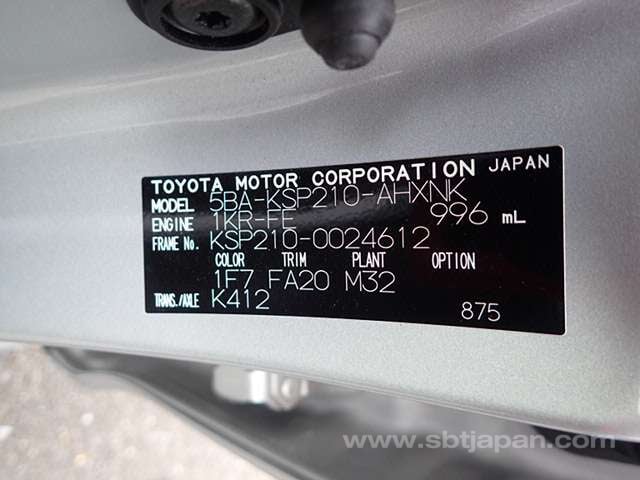 TOYOTA MOTOR CORPORATION JAPAN
MODEL 5BA-KSP210-AHXNK
ENGINE 1KR-FE 996 mL
FRAME No. KSP210-0024612
COLOR TRIM PLANT OPTION
1F7 FA20 M32
TRANS./AXLE K412 875
www.sbtjapan.com